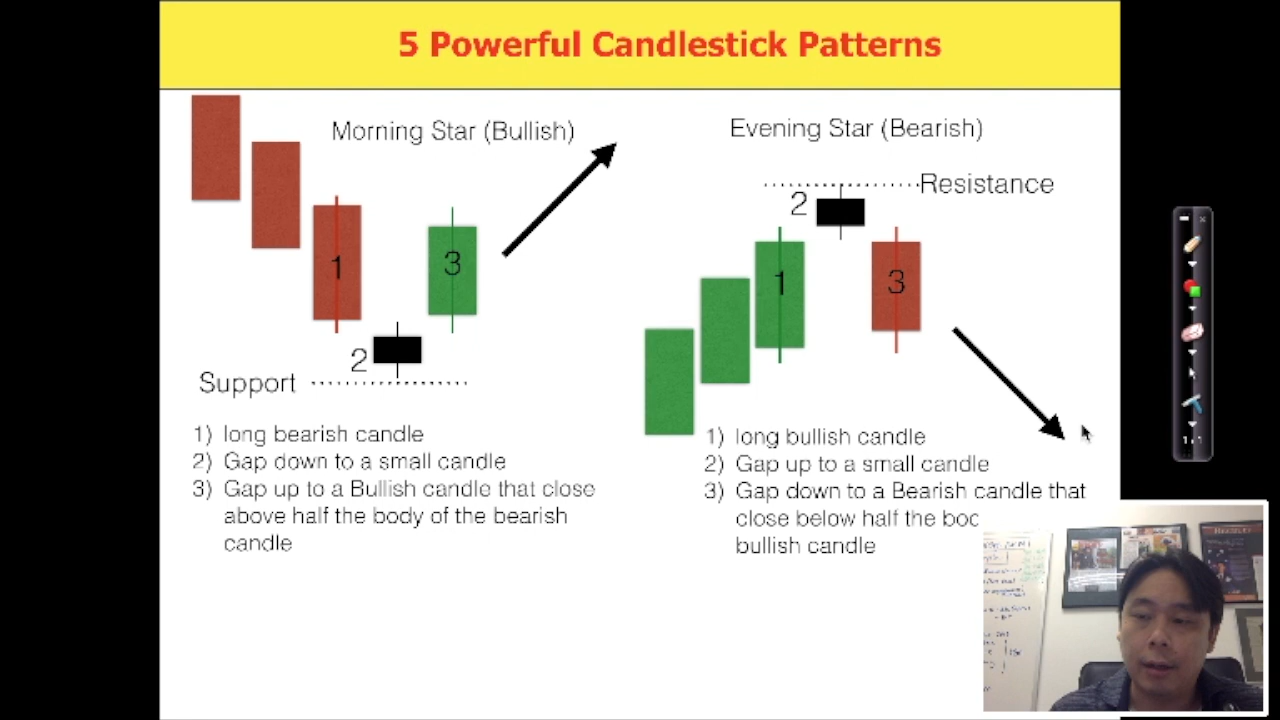 5 Powerful Candlestick Patterns
Morning Star (Bullish)
1
3
2
Support
1) long bearish candle
2) Gap down to a small candle
3) Gap up to a Bullish candle that close
above half the body of the bearish
candle
Evening Star (Bearish)
Resistance
2
1
3
1) long bullish candle
2) Gap up to a small candle
3) Gap down to a Bearish candle that
close below half the
bullish candle